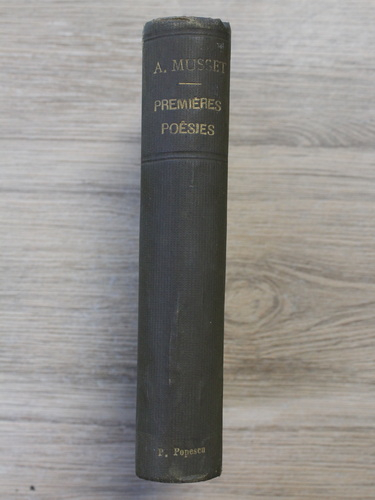 A. MUSSET
PREMIÈRES
POÉSIES
P. Popescu